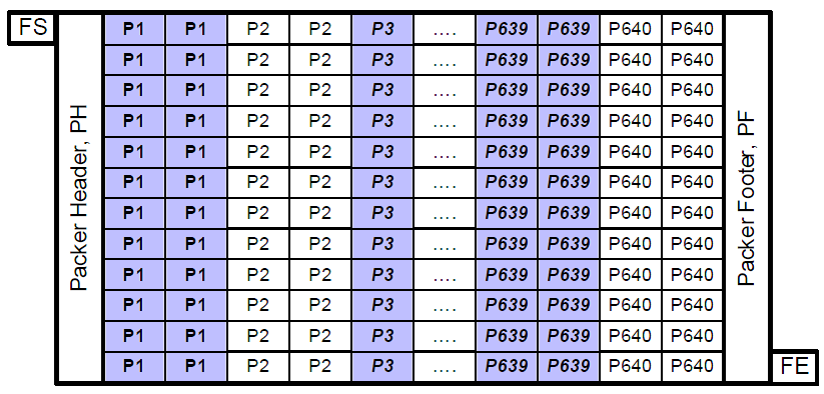 FS P1 P1 P2 P2 P3 .... P639 P639 P640 P640
P1 P1 P2 P2 P3 .... P639 P639 P640 P640
P1 P1 P2 P2 P3 .... P639 P639 P640 P640
P1 P1 P2 P2 P3 .... P639 P639 P640 P640
P1 P1 P2 P2 P3 .... P639 P639 P640 P640
P1 P1 P2 P2 P3 .... P639 P639 P640 P640
P1 P1 P2 P2 P3 .... P639 P639 P640 P640
P1 P1 P2 P2 P3 .... P639 P639 P640 P640
P1 P1 P2 P2 P3 .... P639 P639 P640 P640
P1 P1 P2 P2 P3 .... P639 P639 P640 P640
P1 P1 P2 P2 P3 .... P639 P639 P640 P640
P1 P1 P2 P2 P3 .... P639 P639 P640 P640 FE
Packer Header, PH
Packer Footer, PF